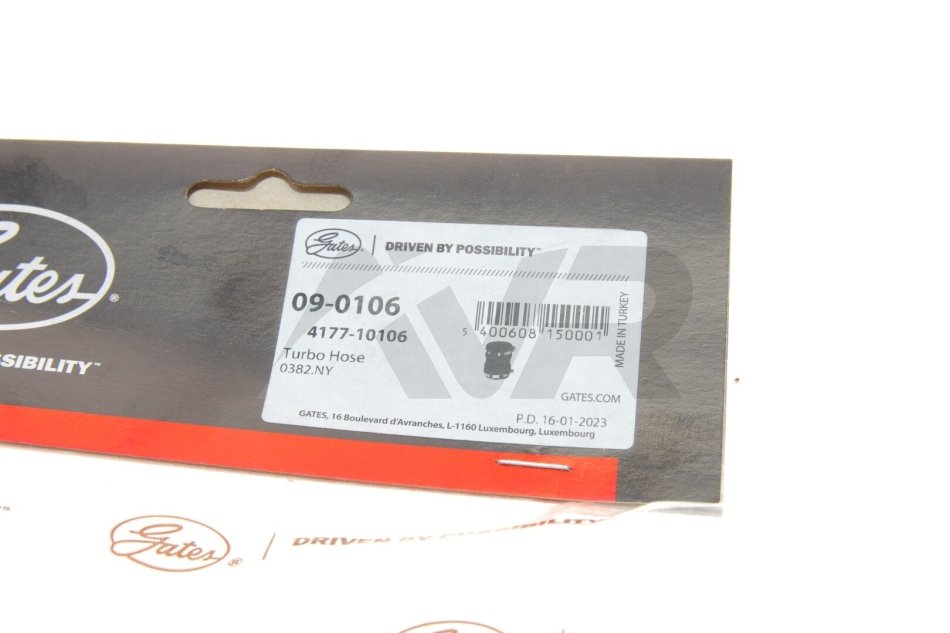 Gates®
SSIBILITY™
Gates® | DRIVEN BY POSSIBILITY™
09-0106
4177-10106
Turbo Hose
0382.NY
5 400608 150001
MADE IN TURKEY
GATES.COM
P.D. 16-01-2023
GATES, 16 Boulevard d'Avranches, L-1160 Luxembourg, Luxembourg
AVR
Gates® | DRIVEN BY POSSIBILITY